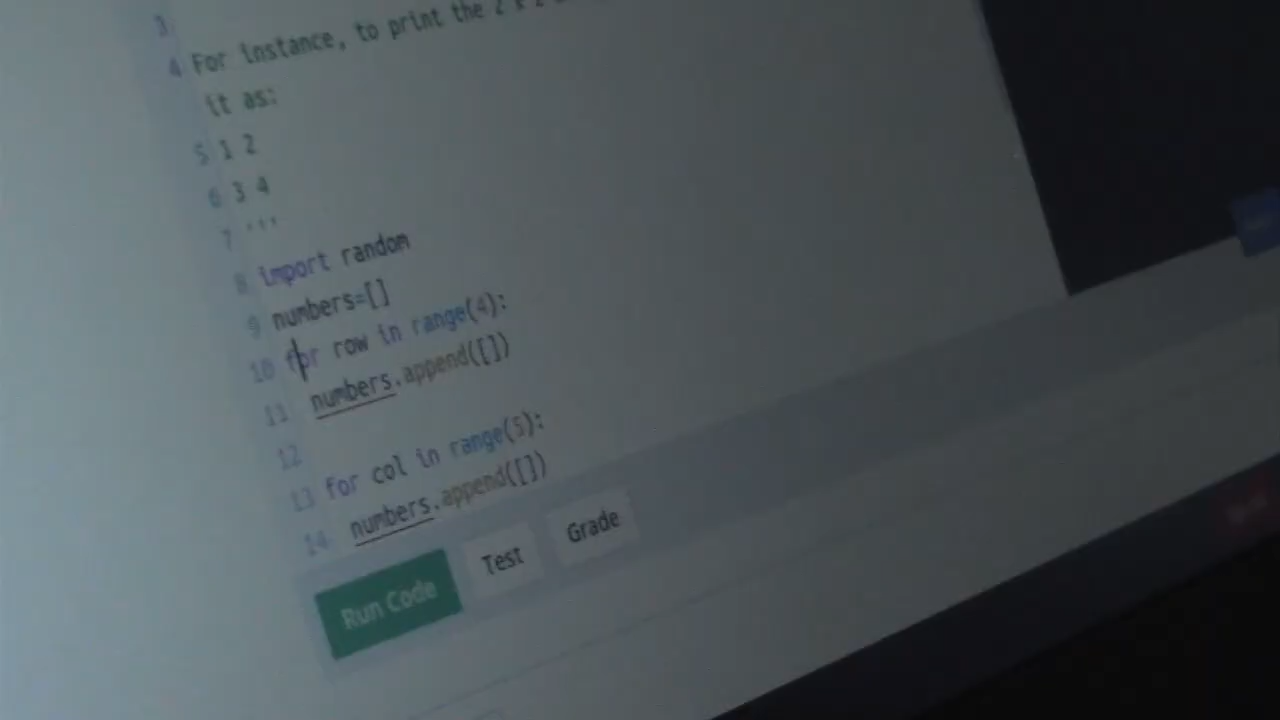 3
4 For instance, to print the 2 x 2
it as:
5 1 2
6 3 4
7 '''
8 import random
9 numbers=[]
10 for row in range(4):
11 numbers.append([])
12
13 for col in range(5):
14 numbers.append([])
Run Code Test Grade